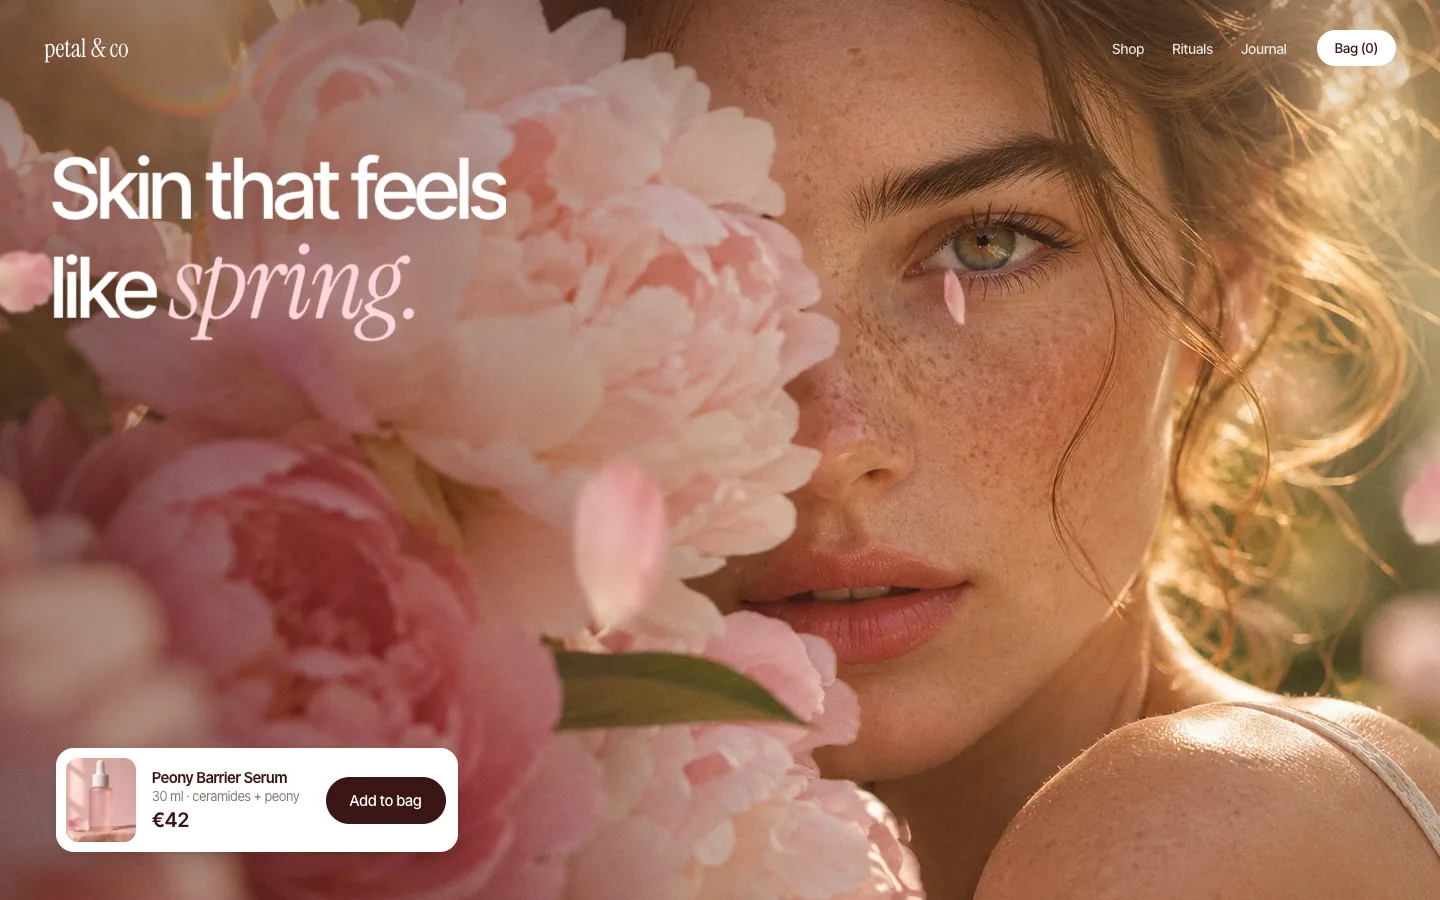 petal & co
Shop
Rituals
Journal
Bag (0)
Skin that feels
like spring.
Peony Barrier Serum
30 ml · ceramides + peony
€42
Add to bag